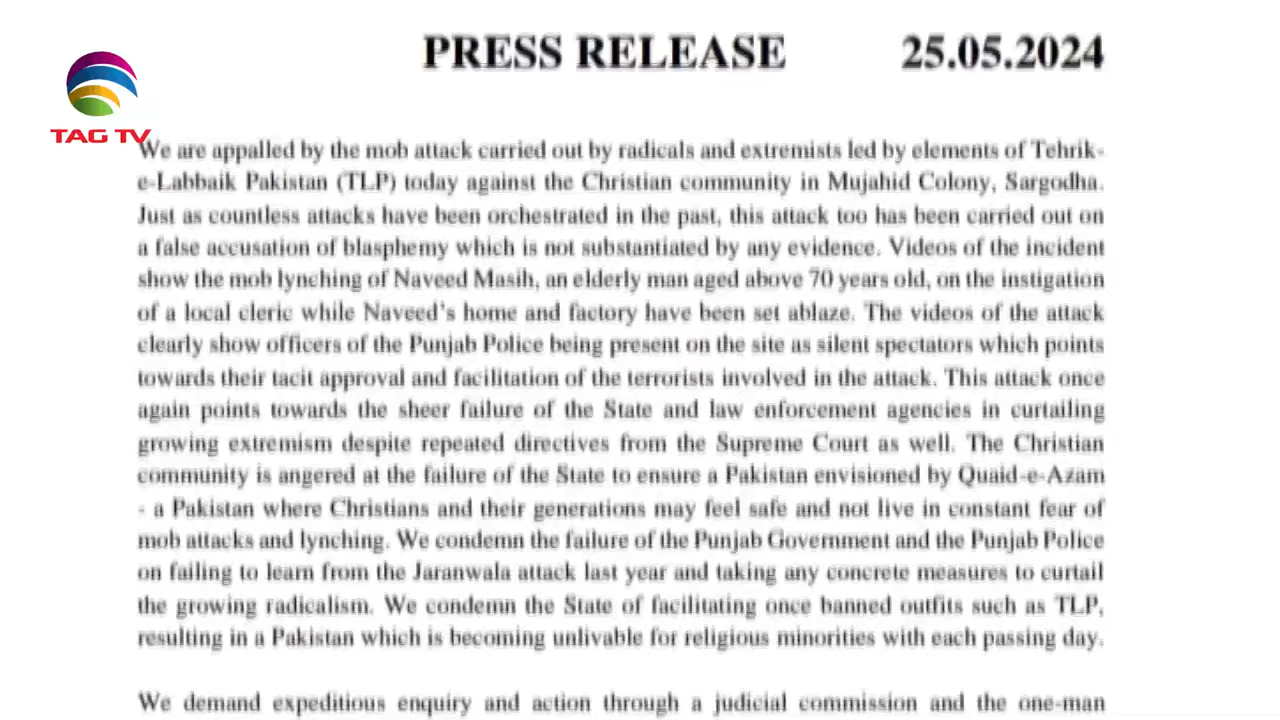 PRESS RELEASE 25.05.2024
TAG TV
We are appalled by the mob attack carried out by radicals and extremists led by elements of Tehrik-
e-Labbaik Pakistan (TLP) today against the Christian community in Mujahid Colony, Sargodha.
Just as countless attacks have been orchestrated in the past, this attack too has been carried out on
a false accusation of blasphemy which is not substantiated by any evidence. Videos of the incident
show the mob lynching of Naveed Masih, an elderly man aged above 70 years old, on the instigation
of a local cleric while Naveed's home and factory have been set ablaze. The videos of the attack
clearly show officers of the Punjab Police being present on the site as silent spectators which points
towards their tacit approval and facilitation of the terrorists involved in the attack. This attack once
again points towards the sheer failure of the State and law enforcement agencies in curtailing
growing extremism despite repeated directives from the Supreme Court as well. The Christian
community is angered at the failure of the State to ensure a Pakistan envisioned by Quaid-e-Azam
- a Pakistan where Christians and their generations may feel safe and not live in constant fear of
mob attacks and lynching. We condemn the failure of the Punjab Government and the Punjab Police
on failing to learn from the Jaranwala attack last year and taking any concrete measures to curtail
the growing radicalism. We condemn the State of facilitating once banned outfits such as TLP,
resulting in a Pakistan which is becoming unlivable for religious minorities with each passing day.
We demand expeditious enquiry and action through a judicial commission and the one-man